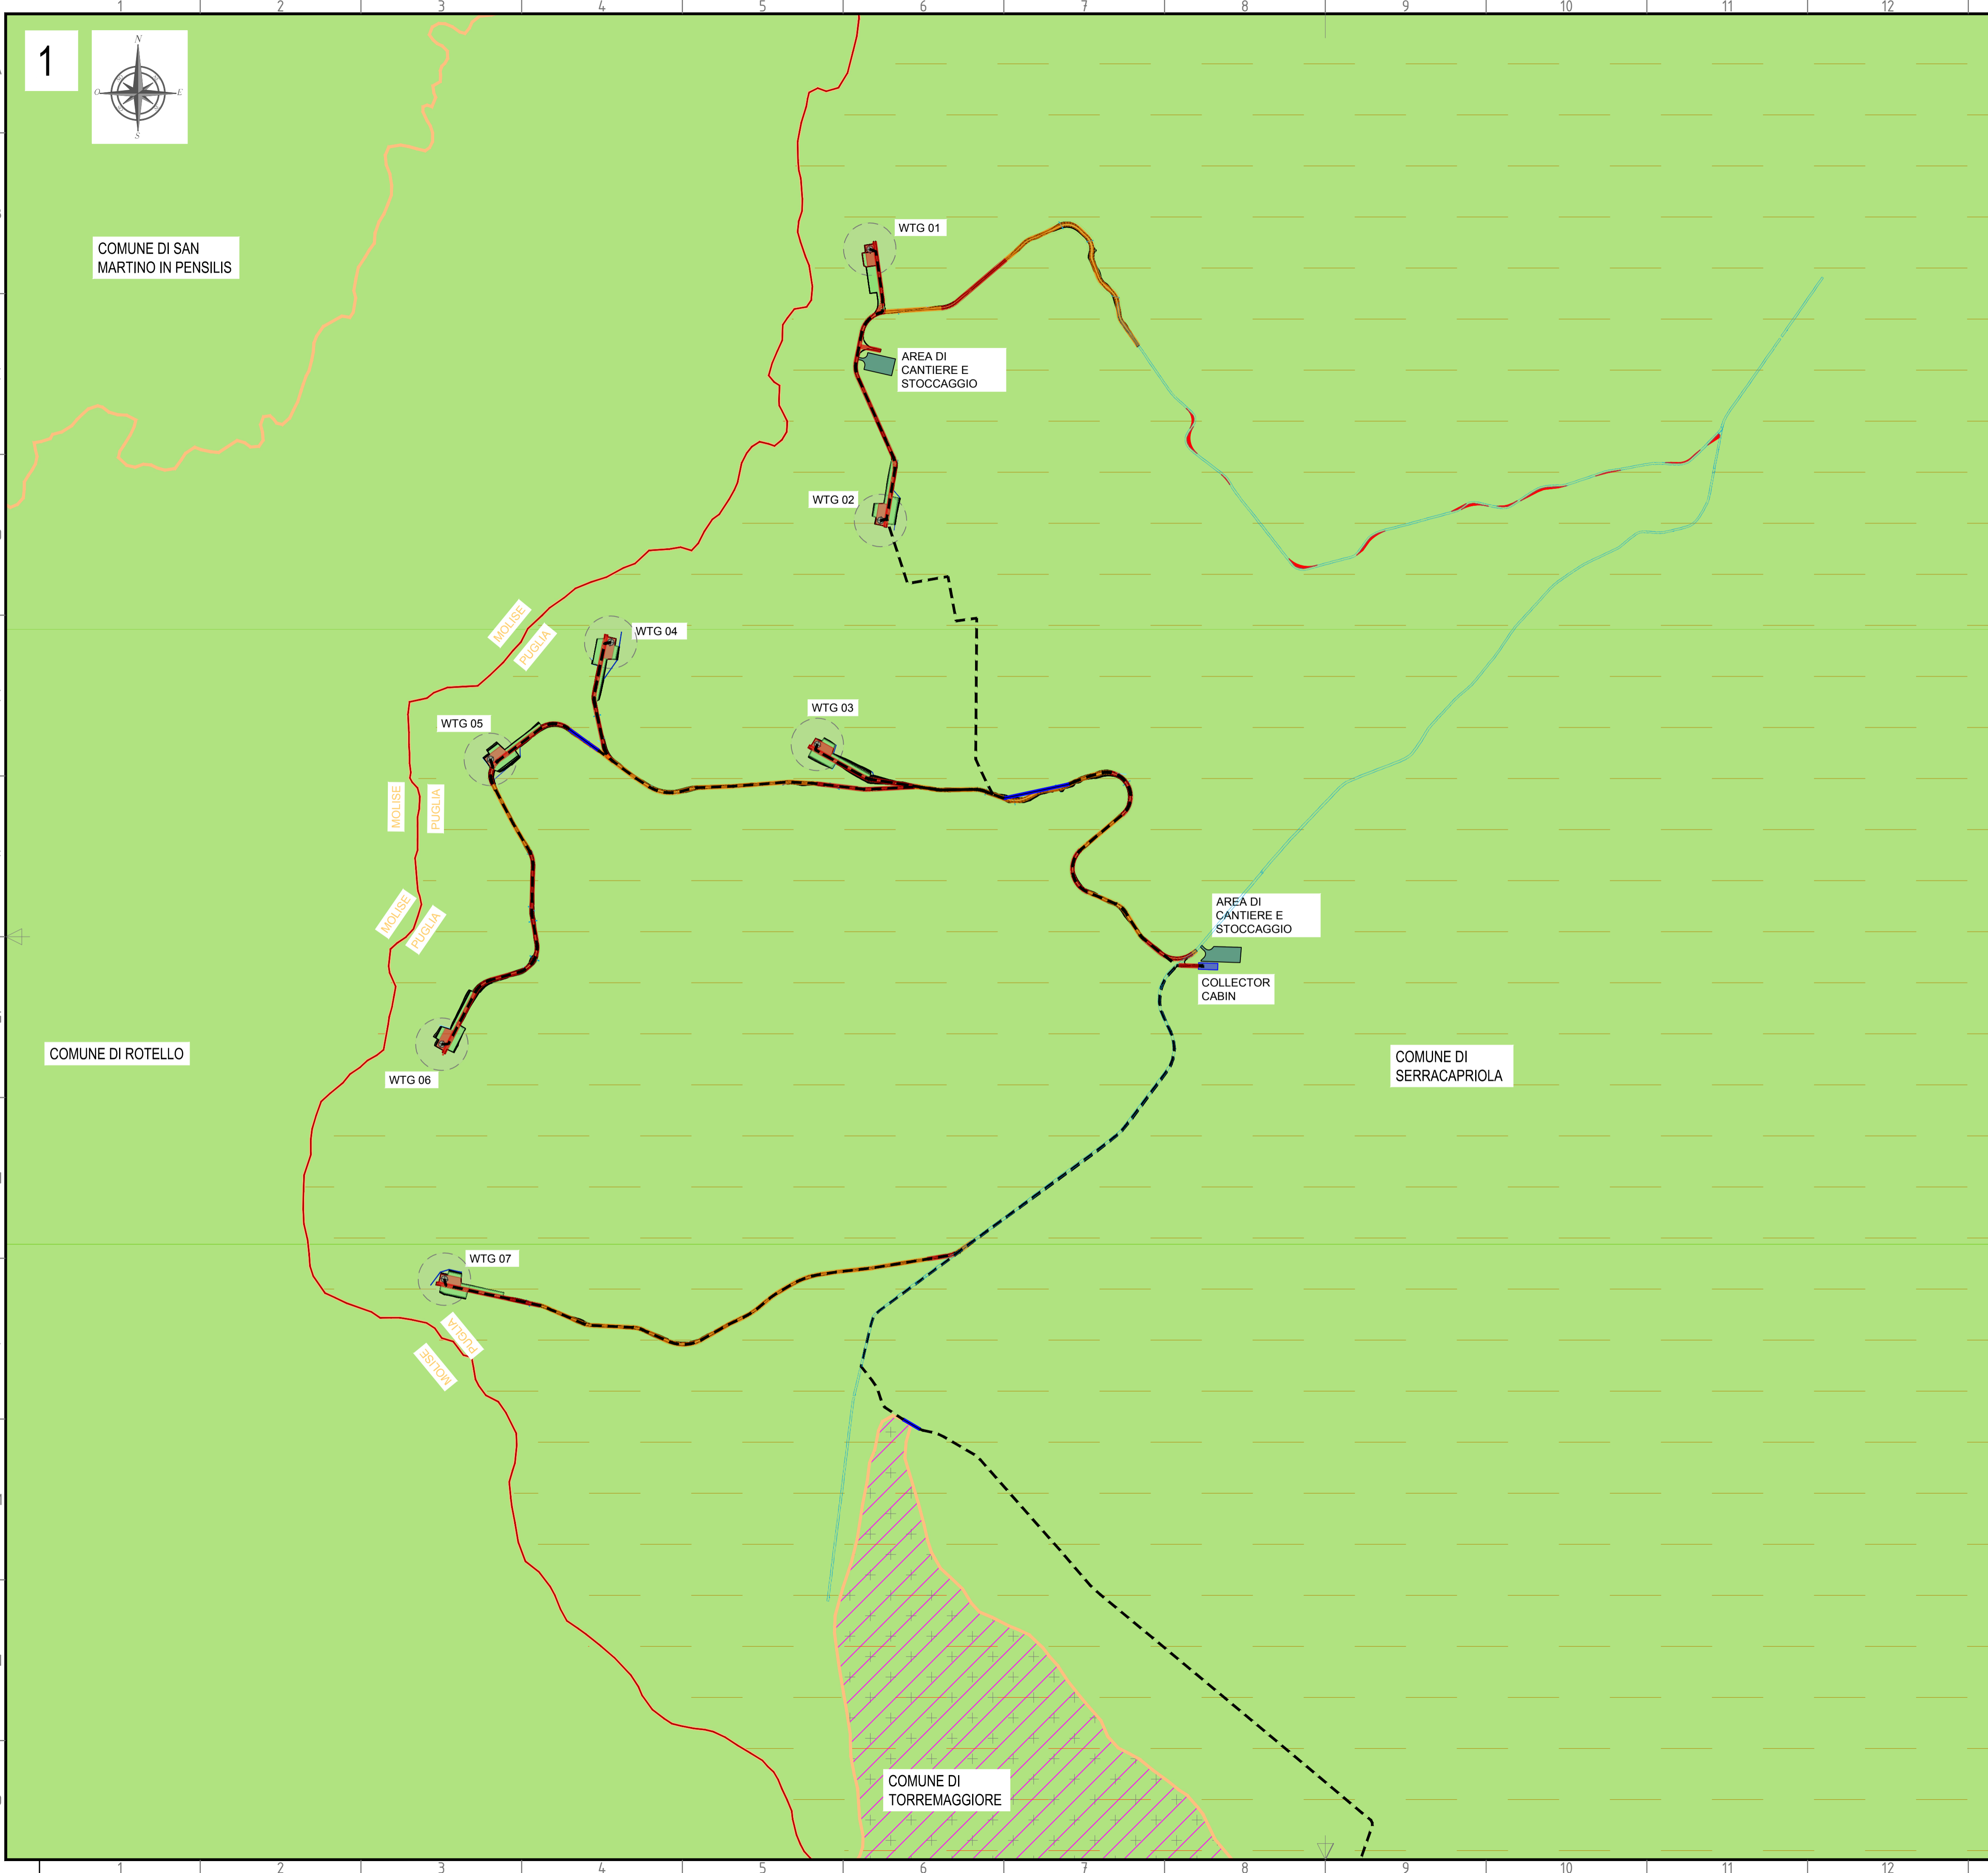 1 2 3 4 5 6 7 8 9 10 11 12
1
N
O E
S
WTG 01
COMUNE DI SAN
MARTINO IN PENSILIS
AREA DI
CANTIERE E
STOCCAGGIO
WTG 02
MOLISE
PUGLIA
WTG 04
WTG 03
WTG 05
MOLISE
PUGLIA
MOLISE
PUGLIA
AREA DI
CANTIERE E
STOCCAGGIO
COLLECTOR
CABIN
COMUNE DI ROTELLO
COMUNE DI
SERRACAPRIOLA
WTG 06
WTG 07
PUGLIA
MOLISE
COMUNE DI
TORREMAGGIORE
1 2 3 4 5 6 7 8 9 10 11 12